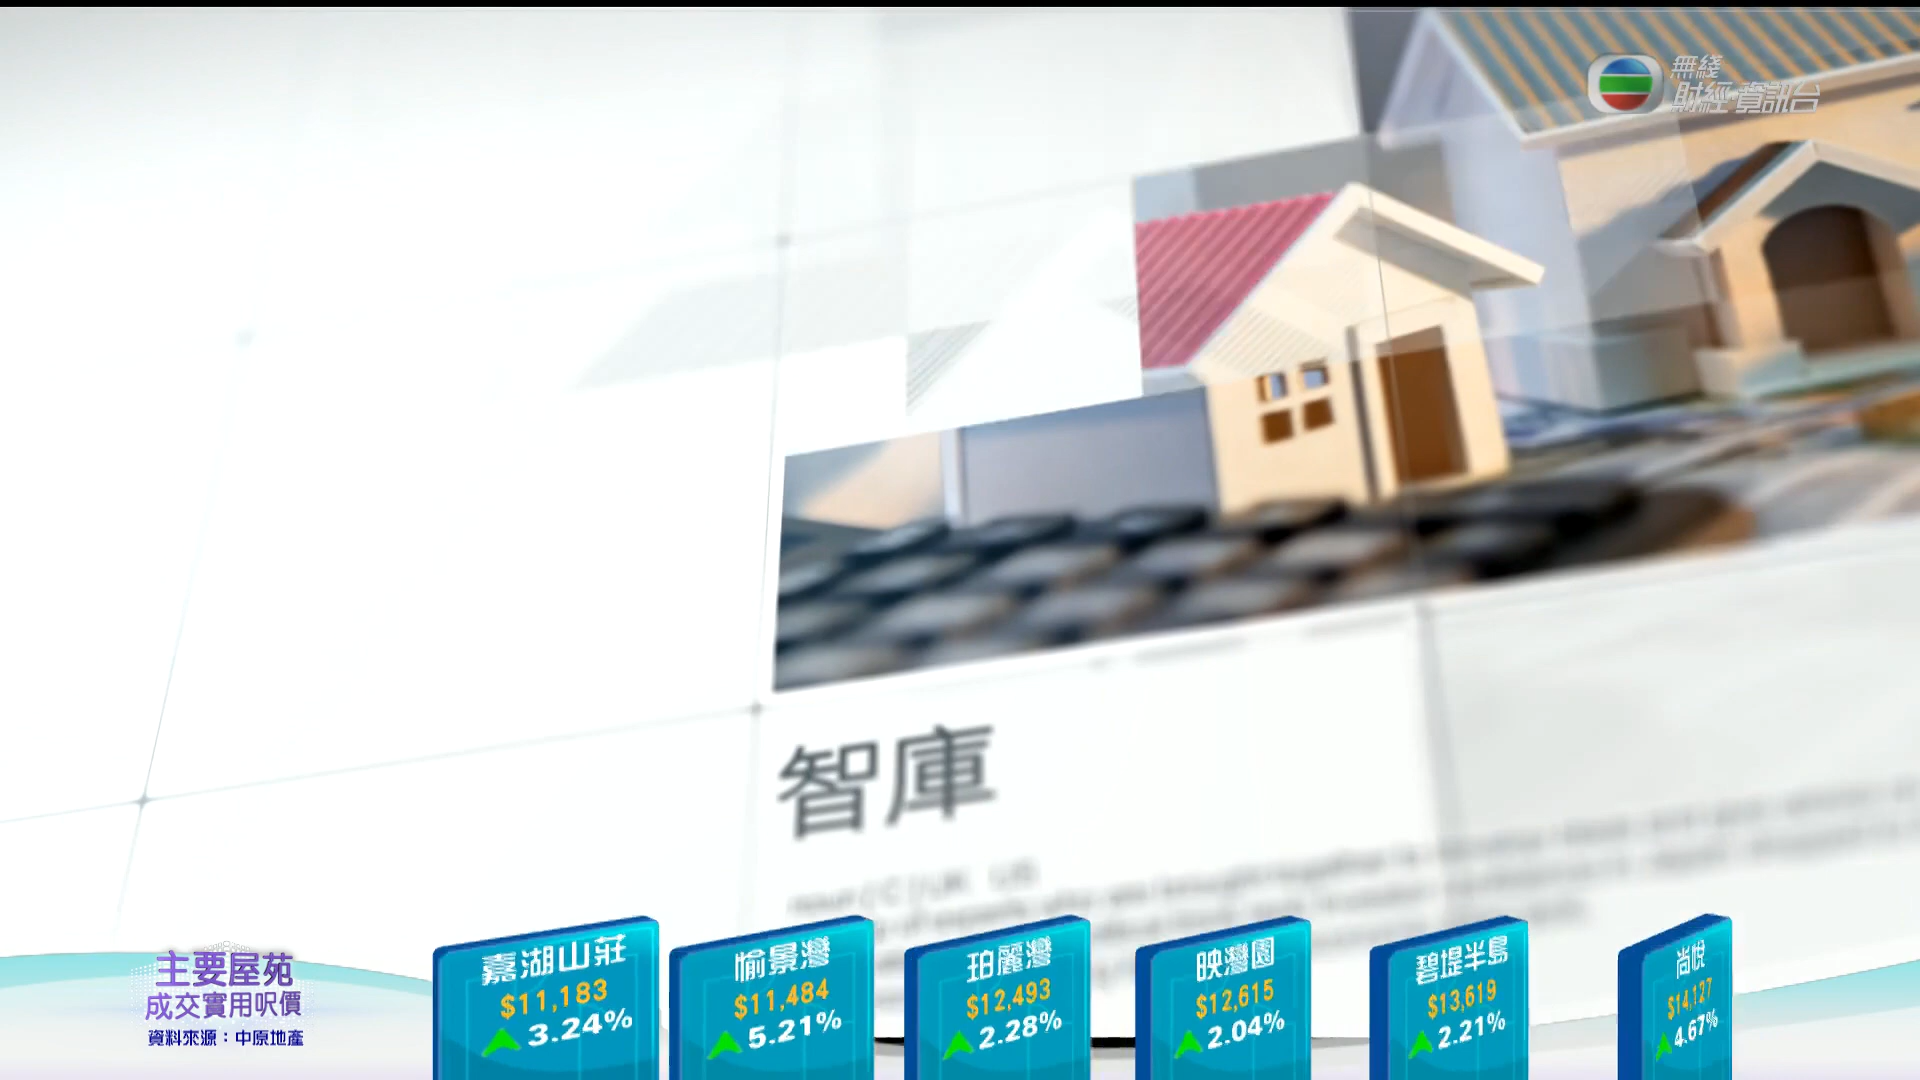 無綫
財經·資訊台
智庫
主要屋苑
成交實用呎價
資料來源：中原地產
嘉湖山莊
$11,183
3.24%
愉景灣
$11,484
5.21%
珀麗灣
$12,493
2.28%
映灣園
$12,615
2.04%
碧堤半島
$13,619
2.21%
尚悅
$14,127
4.67%